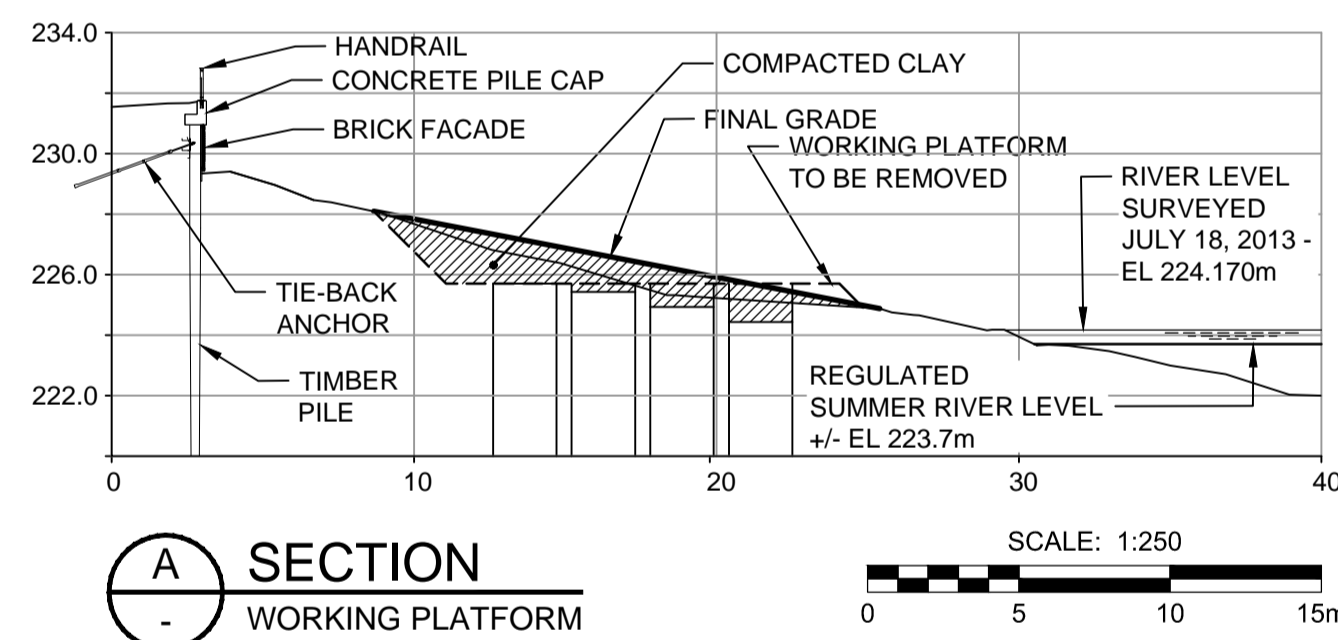 234.0
230.0
226.0
222.0
HANDRAIL
CONCRETE PILE CAP
BRICK FACADE
COMPACTED CLAY
FINAL GRADE
WORKING PLATFORM
TO BE REMOVED
RIVER LEVEL
SURVEYED
JULY 18, 2013 -
EL 224.170m
TIE-BACK
ANCHOR
TIMBER
PILE
REGULATED
SUMMER RIVER LEVEL
+/- EL 223.7m
0 10 20 30 40
A
-
SECTION
WORKING PLATFORM
SCALE: 1:250
0 5 10 15m